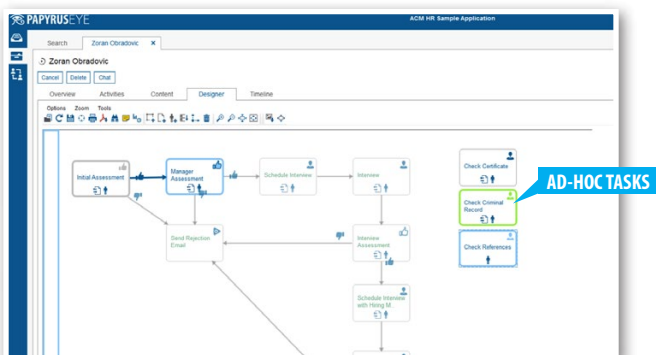 PAPYRUSEYE
ACM HR Sample Application
Search
Zoran Obradovic X
Zoran Obradovic
Cancel
Delete
Chat
Overview
Activities
Content
Designer
Timeline
Options
Zoom
Tools
Initial Assessment
Manager
Assessment
Schedule Interview
Interview
Check Certificate
AD-HOC TASKS
Check Criminal
Record
Send Rejection
Email
Interview
Assessment
Check References
Schedule Interview
with Hiring M...